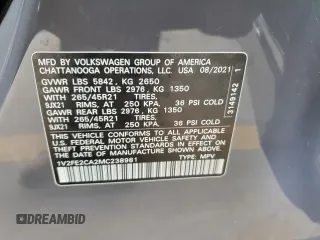 MFD BY VOLKSWAGEN GROUP OF AMERICA
CHATTANOOGA OPERATIONS, LLC. USA 08/2021
GVWR LBS 5842, KG 2650
GAWR FRONT LBS 2976, KG 1350
WITH 265/45R21 TIRES,
9JX21 RIMS, AT 250 KPA. 36 PSI COLD
GAWR REAR LBS 2976, KG 1350
WITH 265/45R21 TIRES,
9JX21 RIMS, AT 250 KPA. 36 PSI COLD
THIS VEHICLE CONFORMS TO ALL APPLICABLE
FEDERAL MOTOR VEHICLE SAFETY, BUMPER AND
THEFT PREVENTION STANDARDS IN EFFECT ON
THE DATE OF MANUFACTURE SHOWN ABOVE.
1V2FE2CA2MC238961 TYPE: MPV
3149142 1
DREAMBID